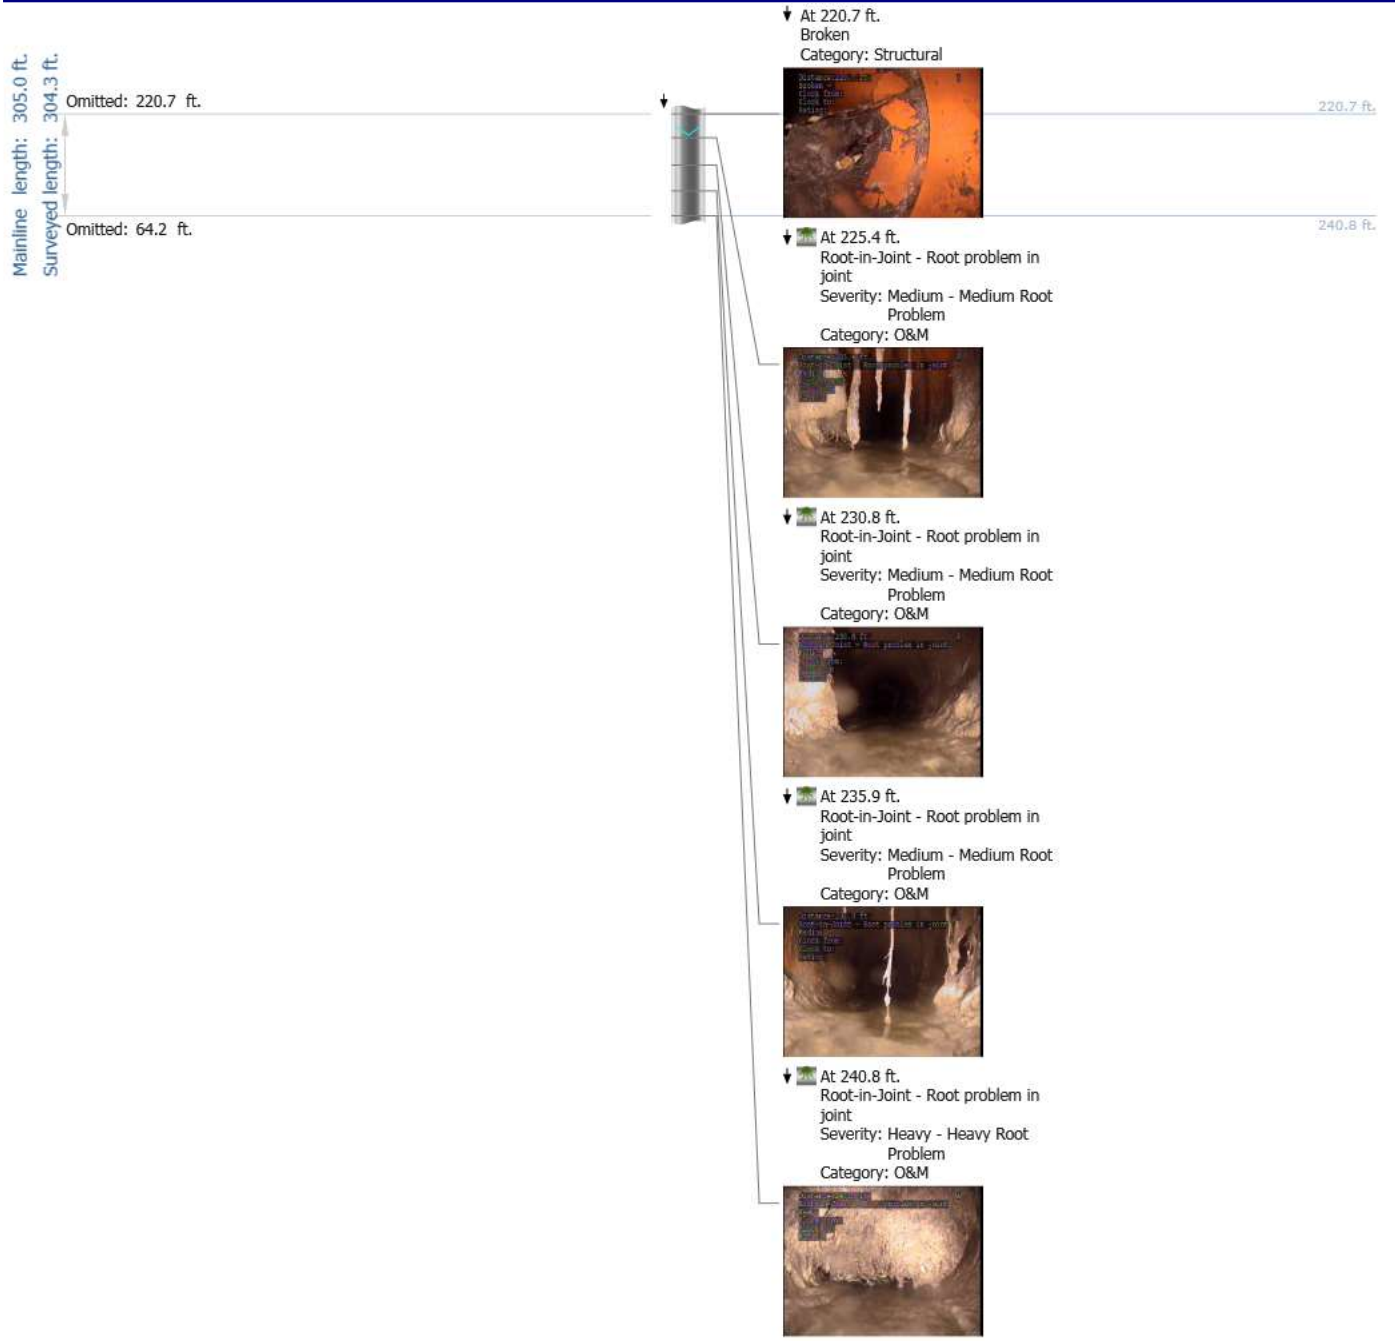 At 220.7 ft.
Broken
Category: Structural
Mainline length: 305.0 ft.
Surveyed length: 304.3 ft.
Omitted: 220.7 ft.
220.7 ft.
Omitted: 64.2 ft.
240.8 ft.
At 225.4 ft.
Root-in-Joint - Root problem in
joint
Severity: Medium - Medium Root
Problem
Category: O&M
At 230.8 ft.
Root-in-Joint - Root problem in
joint
Severity: Medium - Medium Root
Problem
Category: O&M
At 235.9 ft.
Root-in-Joint - Root problem in
joint
Severity: Medium - Medium Root
Problem
Category: O&M
At 240.8 ft.
Root-in-Joint - Root problem in
joint
Severity: Heavy - Heavy Root
Problem
Category: O&M